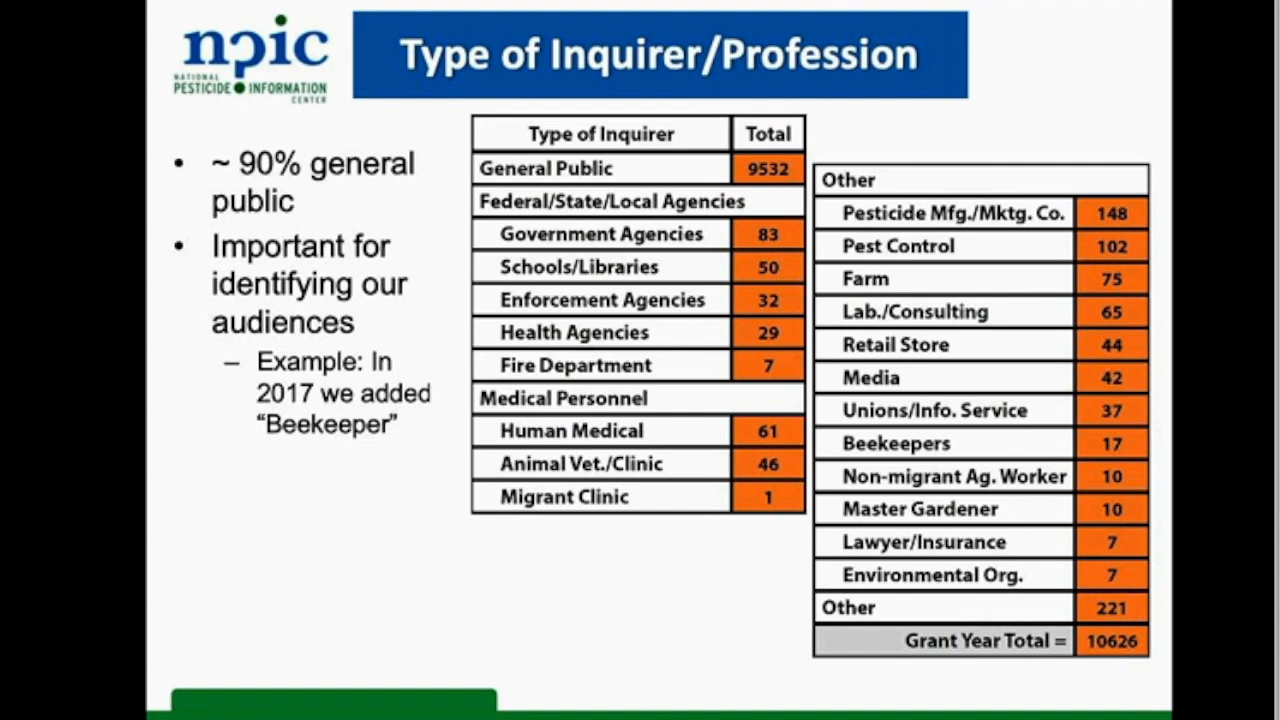 npic
NATIONAL
PESTICIDE INFORMATION
CENTER
Type of Inquirer/Profession
• ~ 90% general
public
• Important for
identifying our
audiences
– Example: In
2017 we added
“Beekeeper”
Type of Inquirer Total
General Public 9532
Federal/State/Local Agencies
Government Agencies 83
Schools/Libraries 50
Enforcement Agencies 32
Health Agencies 29
Fire Department 7
Medical Personnel
Human Medical 61
Animal Vet./Clinic 46
Migrant Clinic 1
Other
Pesticide Mfg./Mktg. Co. 148
Pest Control 102
Farm 75
Lab./Consulting 65
Retail Store 44
Media 42
Unions/Info. Service 37
Beekeepers 17
Non-migrant Ag. Worker 10
Master Gardener 10
Lawyer/Insurance 7
Environmental Org. 7
Other 221
Grant Year Total = 10626